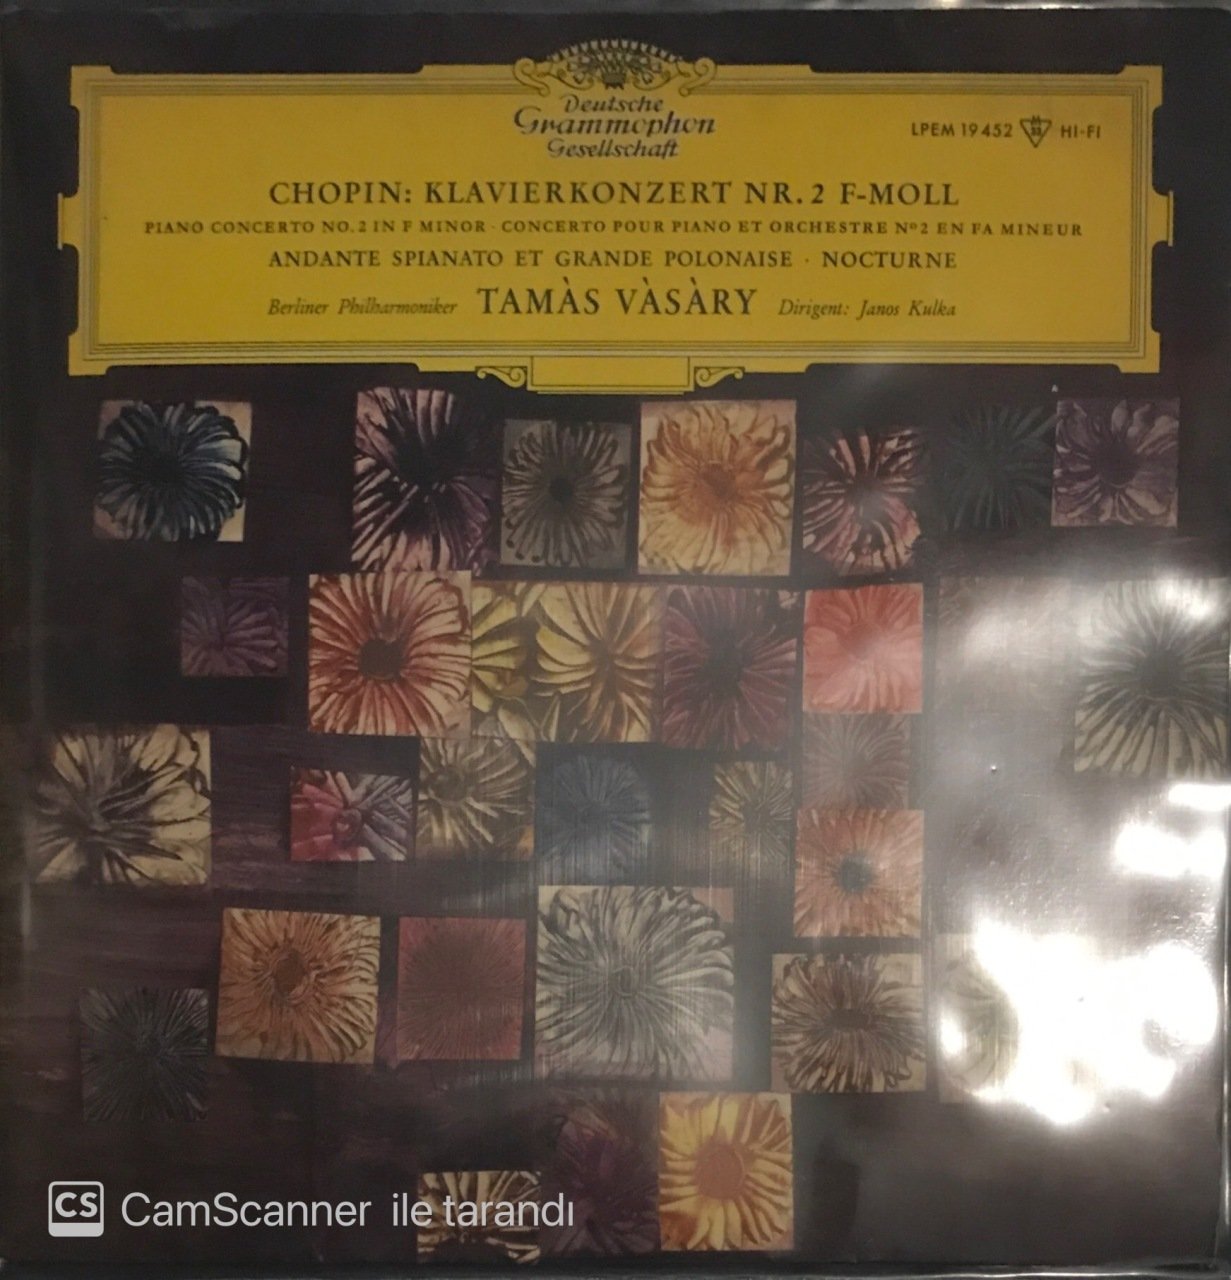 Deutsche
Grammophon
Gesellschaft
LPEM 19 452 33 HI-FI
CHOPIN: KLAVIERKONZERT NR. 2 F-MOLL
PIANO CONCERTO NO. 2 IN F MINOR · CONCERTO POUR PIANO ET ORCHESTRE Nº 2 EN FA MINEUR
ANDANTE SPIANATO ET GRANDE POLONAISE · NOCTURNE
Berliner Philharmoniker TAMÀS VÀSÀRY Dirigent: Janos Kulka
CS CamScanner ile tarandı